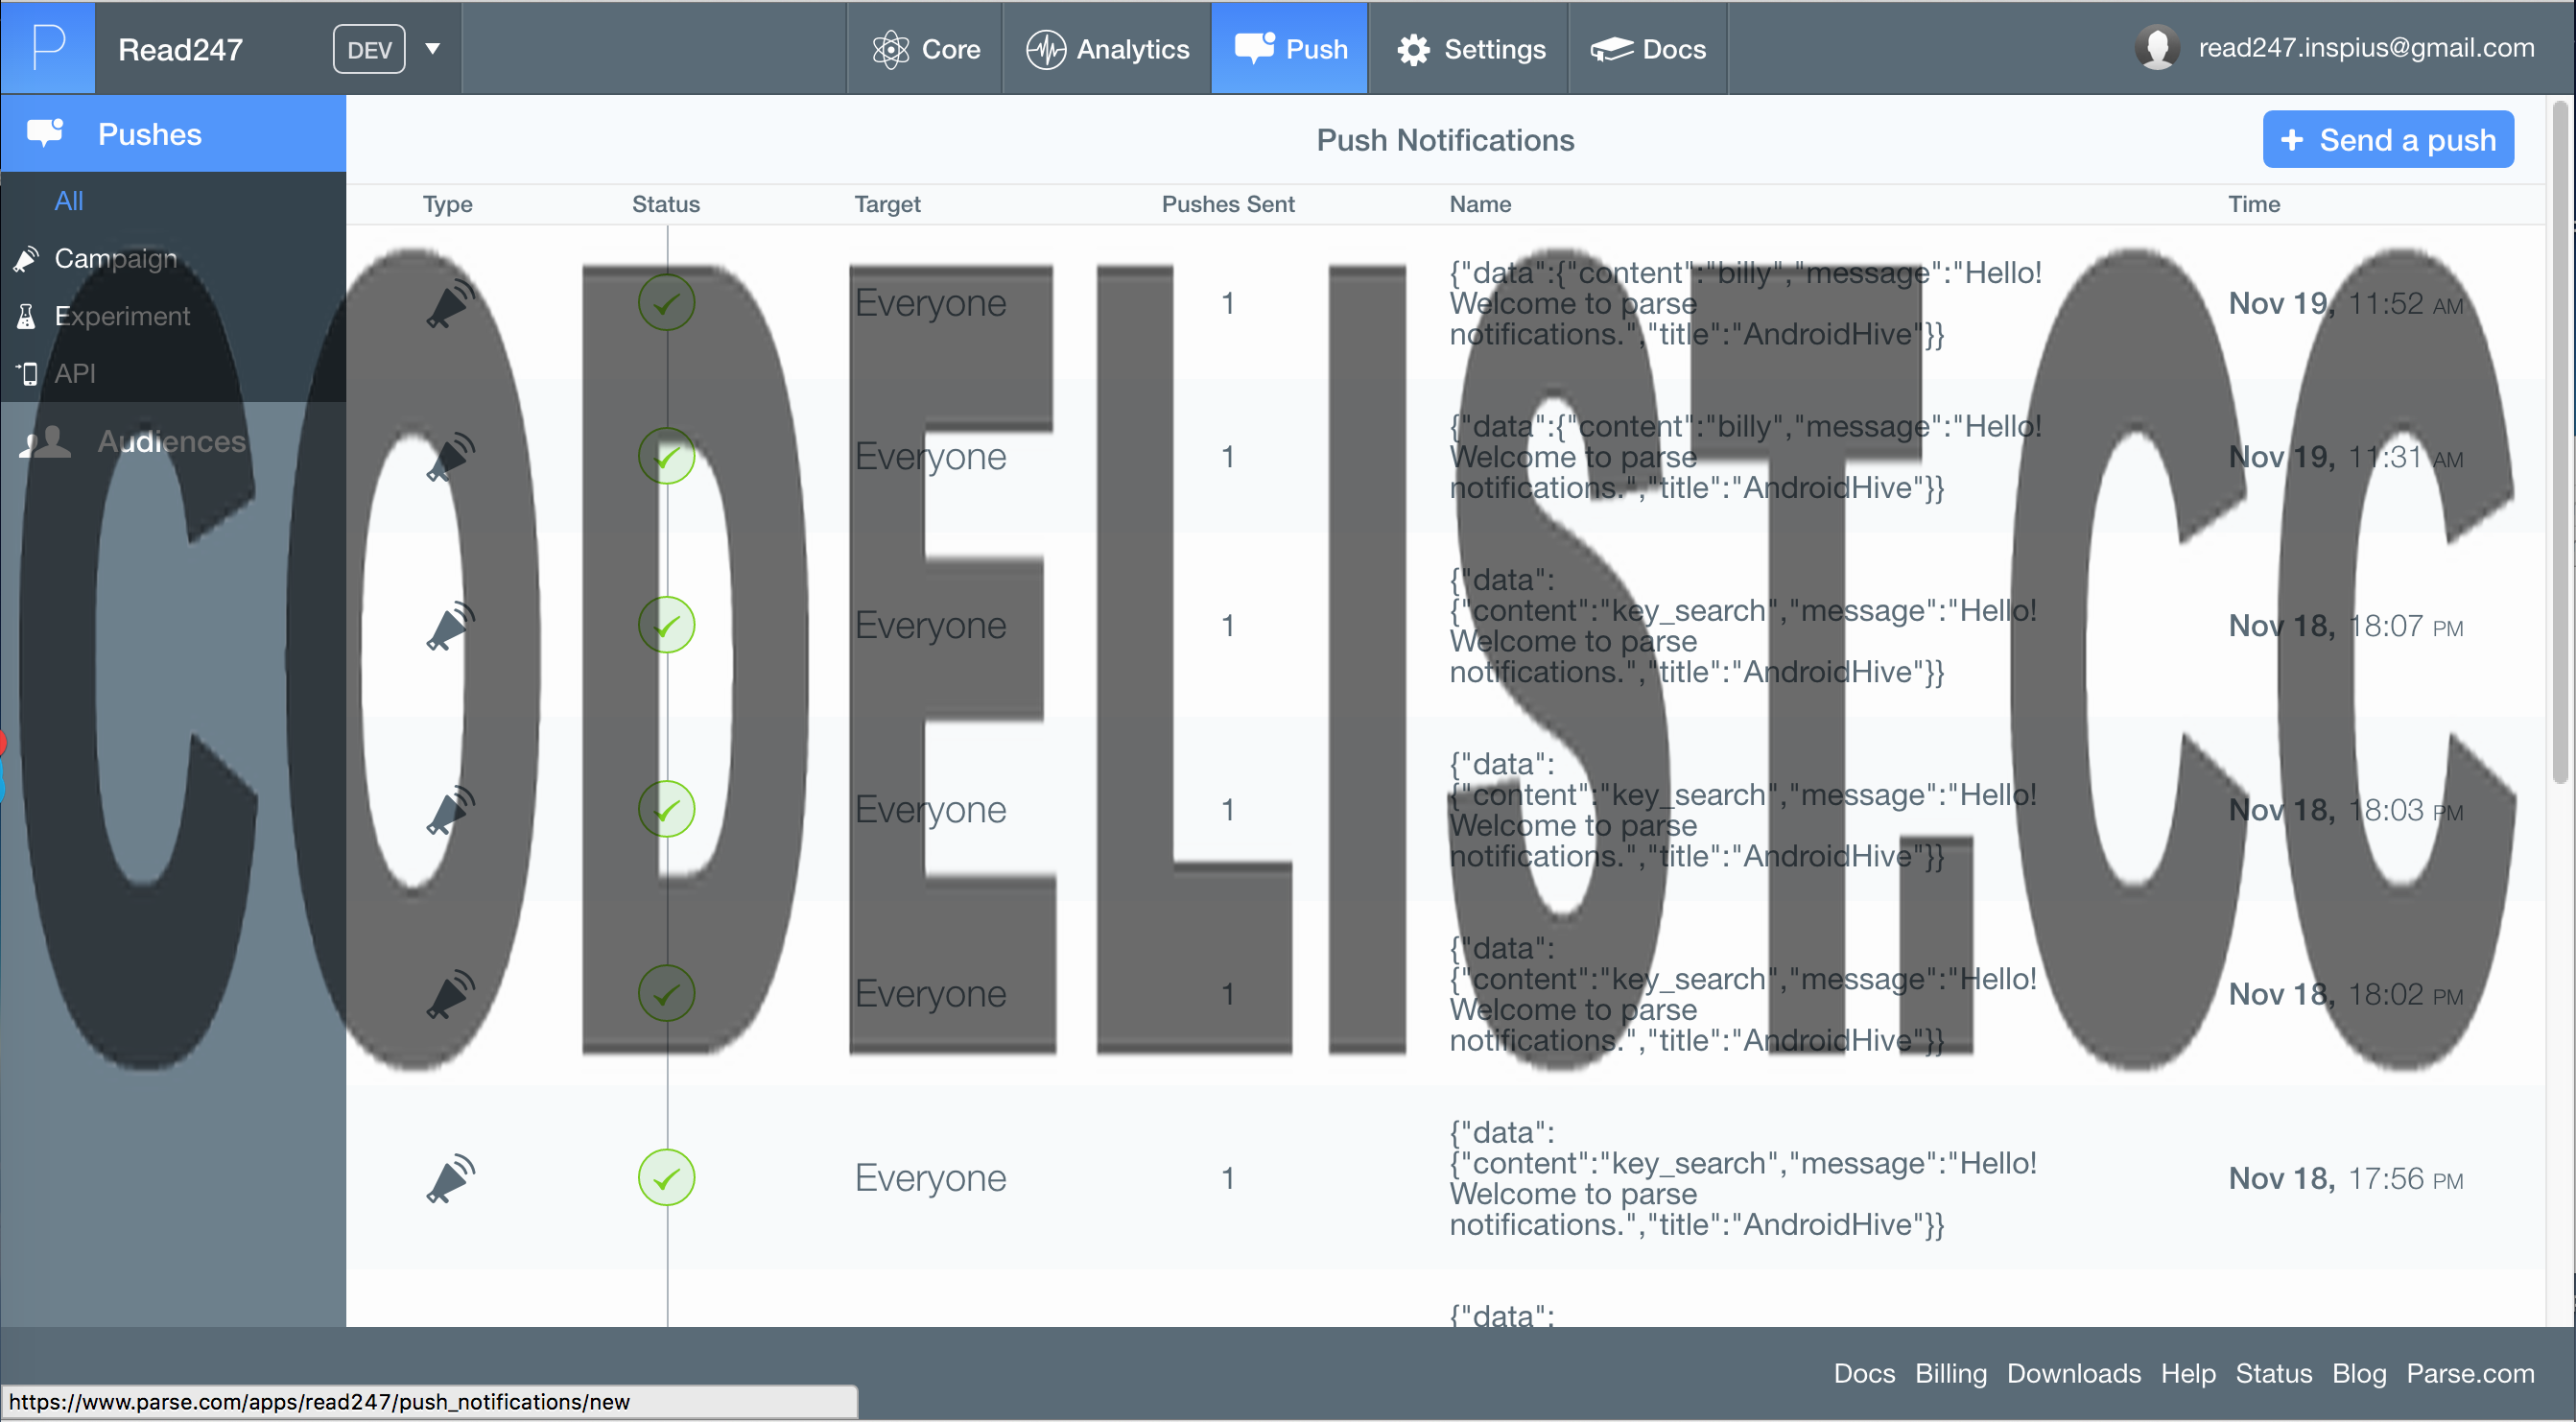 P Read247 DEV Core Analytics Push Settings Docs read247.inspius@gmail.com
Pushes
All
Campaign
Experiment
API
Audiences
Push Notifications
+ Send a push
Type Status Target Pushes Sent Name Time
Everyone 1 {"data":{"content":"billy","message":"Hello!
Welcome to parse
notifications.","title":"AndroidHive"}} Nov 19, 11:52 AM
Everyone 1 {"data":{"content":"billy","message":"Hello!
Welcome to parse
notifications.","title":"AndroidHive"}} Nov 19, 11:31 AM
Everyone 1 {"data":
{"content":"key_search","message":"Hello!
Welcome to parse
notifications.","title":"AndroidHive"}} Nov 18, 18:07 PM
Everyone 1 {"data":
{"content":"key_search","message":"Hello!
Welcome to parse
notifications.","title":"AndroidHive"}} Nov 18, 18:03 PM
Everyone 1 {"data":
{"content":"key_search","message":"Hello!
Welcome to parse
notifications.","title":"AndroidHive"}} Nov 18, 18:02 PM
Everyone 1 {"data":
{"content":"key_search","message":"Hello!
Welcome to parse
notifications.","title":"AndroidHive"}} Nov 18, 17:56 PM
{"data":
CODELIST.CC
Docs Billing Downloads Help Status Blog Parse.com
https://www.parse.com/apps/read247/push_notifications/new